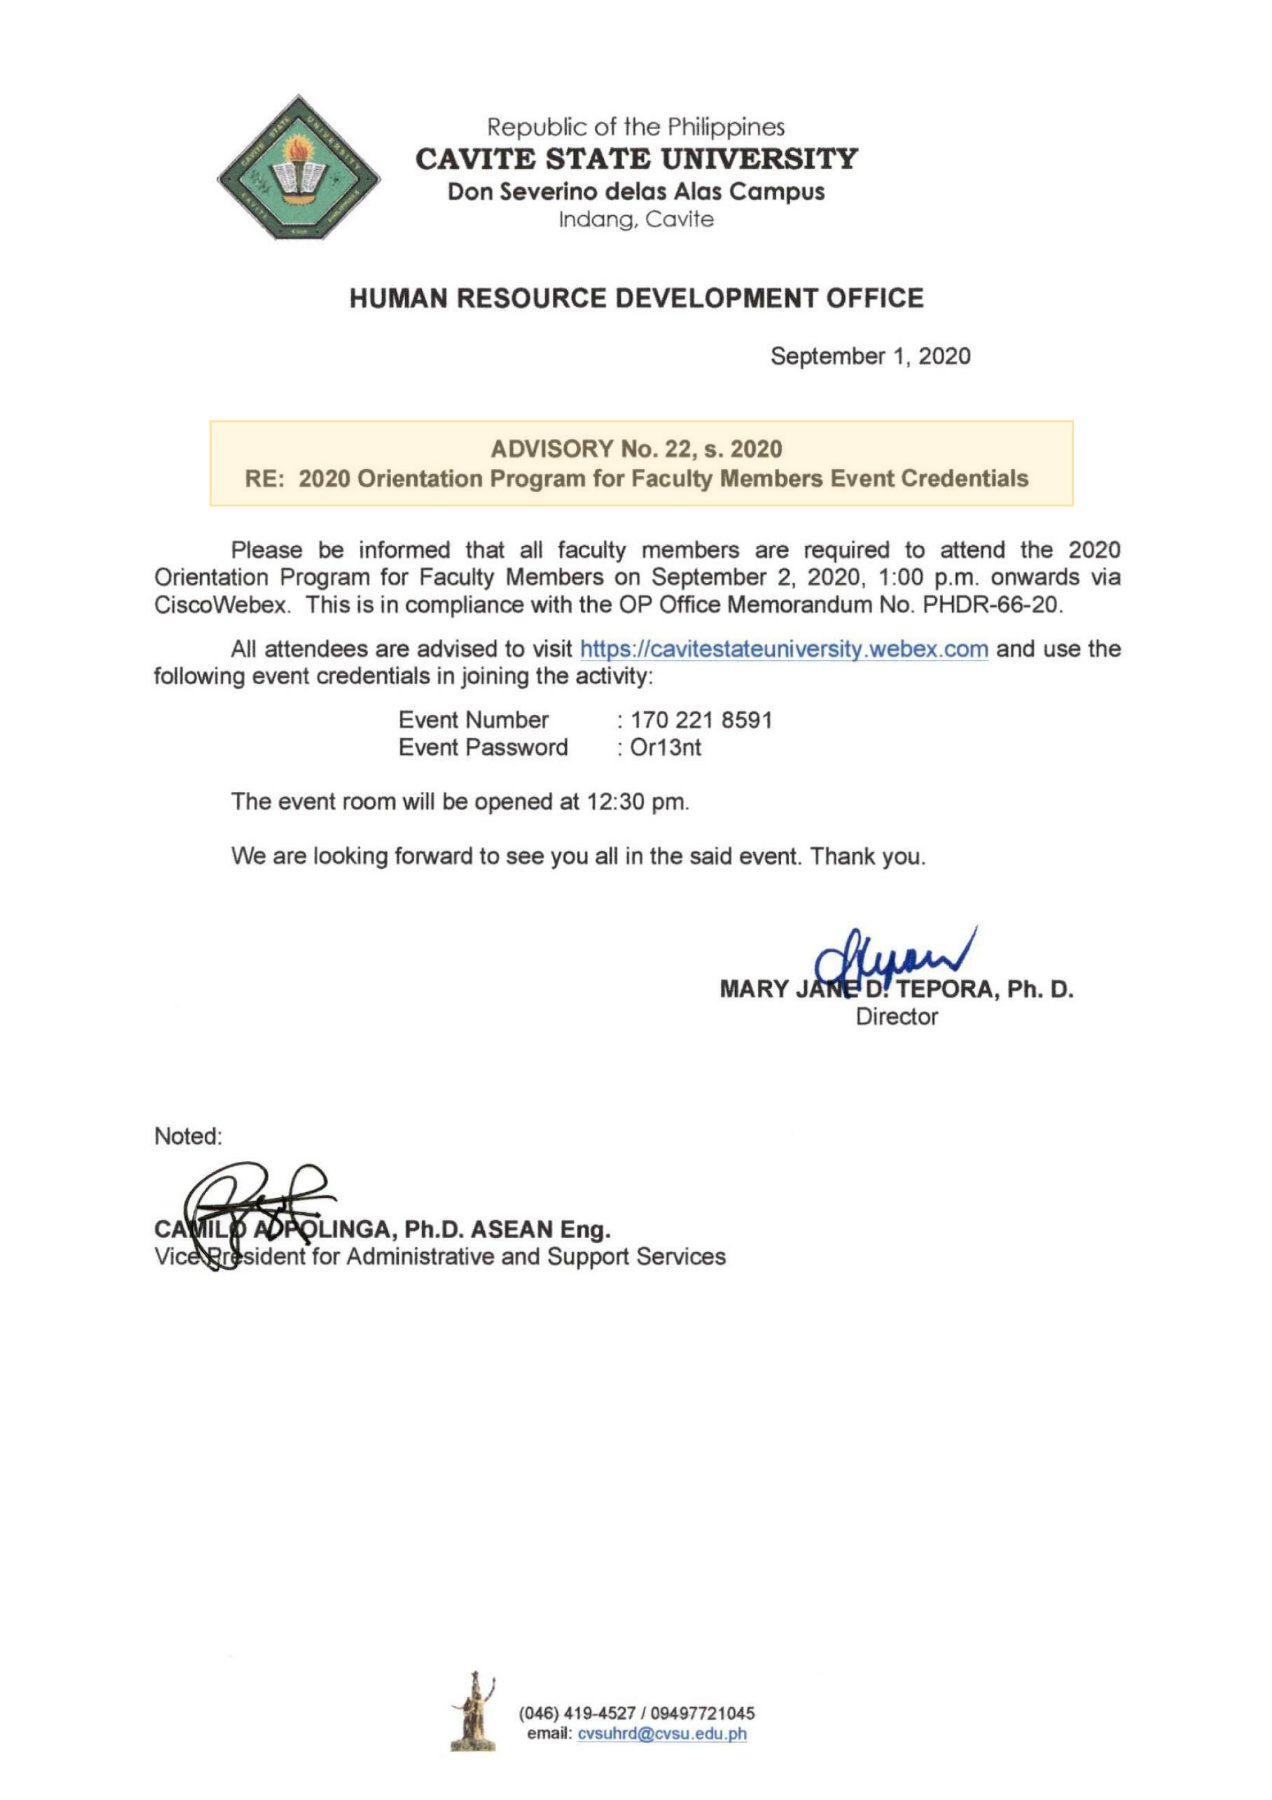 CAVITE STATE UNIVERSITY
CAVITE
PHILIPPINES
Republic of the Philippines
CAVITE STATE UNIVERSITY
Don Severino delas Alas Campus
Indang, Cavite
HUMAN RESOURCE DEVELOPMENT OFFICE
September 1, 2020
ADVISORY No. 22, s. 2020
RE: 2020 Orientation Program for Faculty Members Event Credentials
Please be informed that all faculty members are required to attend the 2020
Orientation Program for Faculty Members on September 2, 2020, 1:00 p.m. onwards via
CiscoWebex. This is in compliance with the OP Office Memorandum No. PHDR-66-20.
All attendees are advised to visit https://cavitestateuniversity.webex.com and use the
following event credentials in joining the activity:
Event Number : 170 221 8591
Event Password : Or13nt
The event room will be opened at 12:30 pm.
We are looking forward to see you all in the said event. Thank you.
MARY JANE D. TEPORA, Ph. D.
Director
Noted:
CAMILO A. POLINGA, Ph.D. ASEAN Eng.
Vice President for Administrative and Support Services
(046) 419-4527 / 09497721045
email: cvsuhrd@cvsu.edu.ph